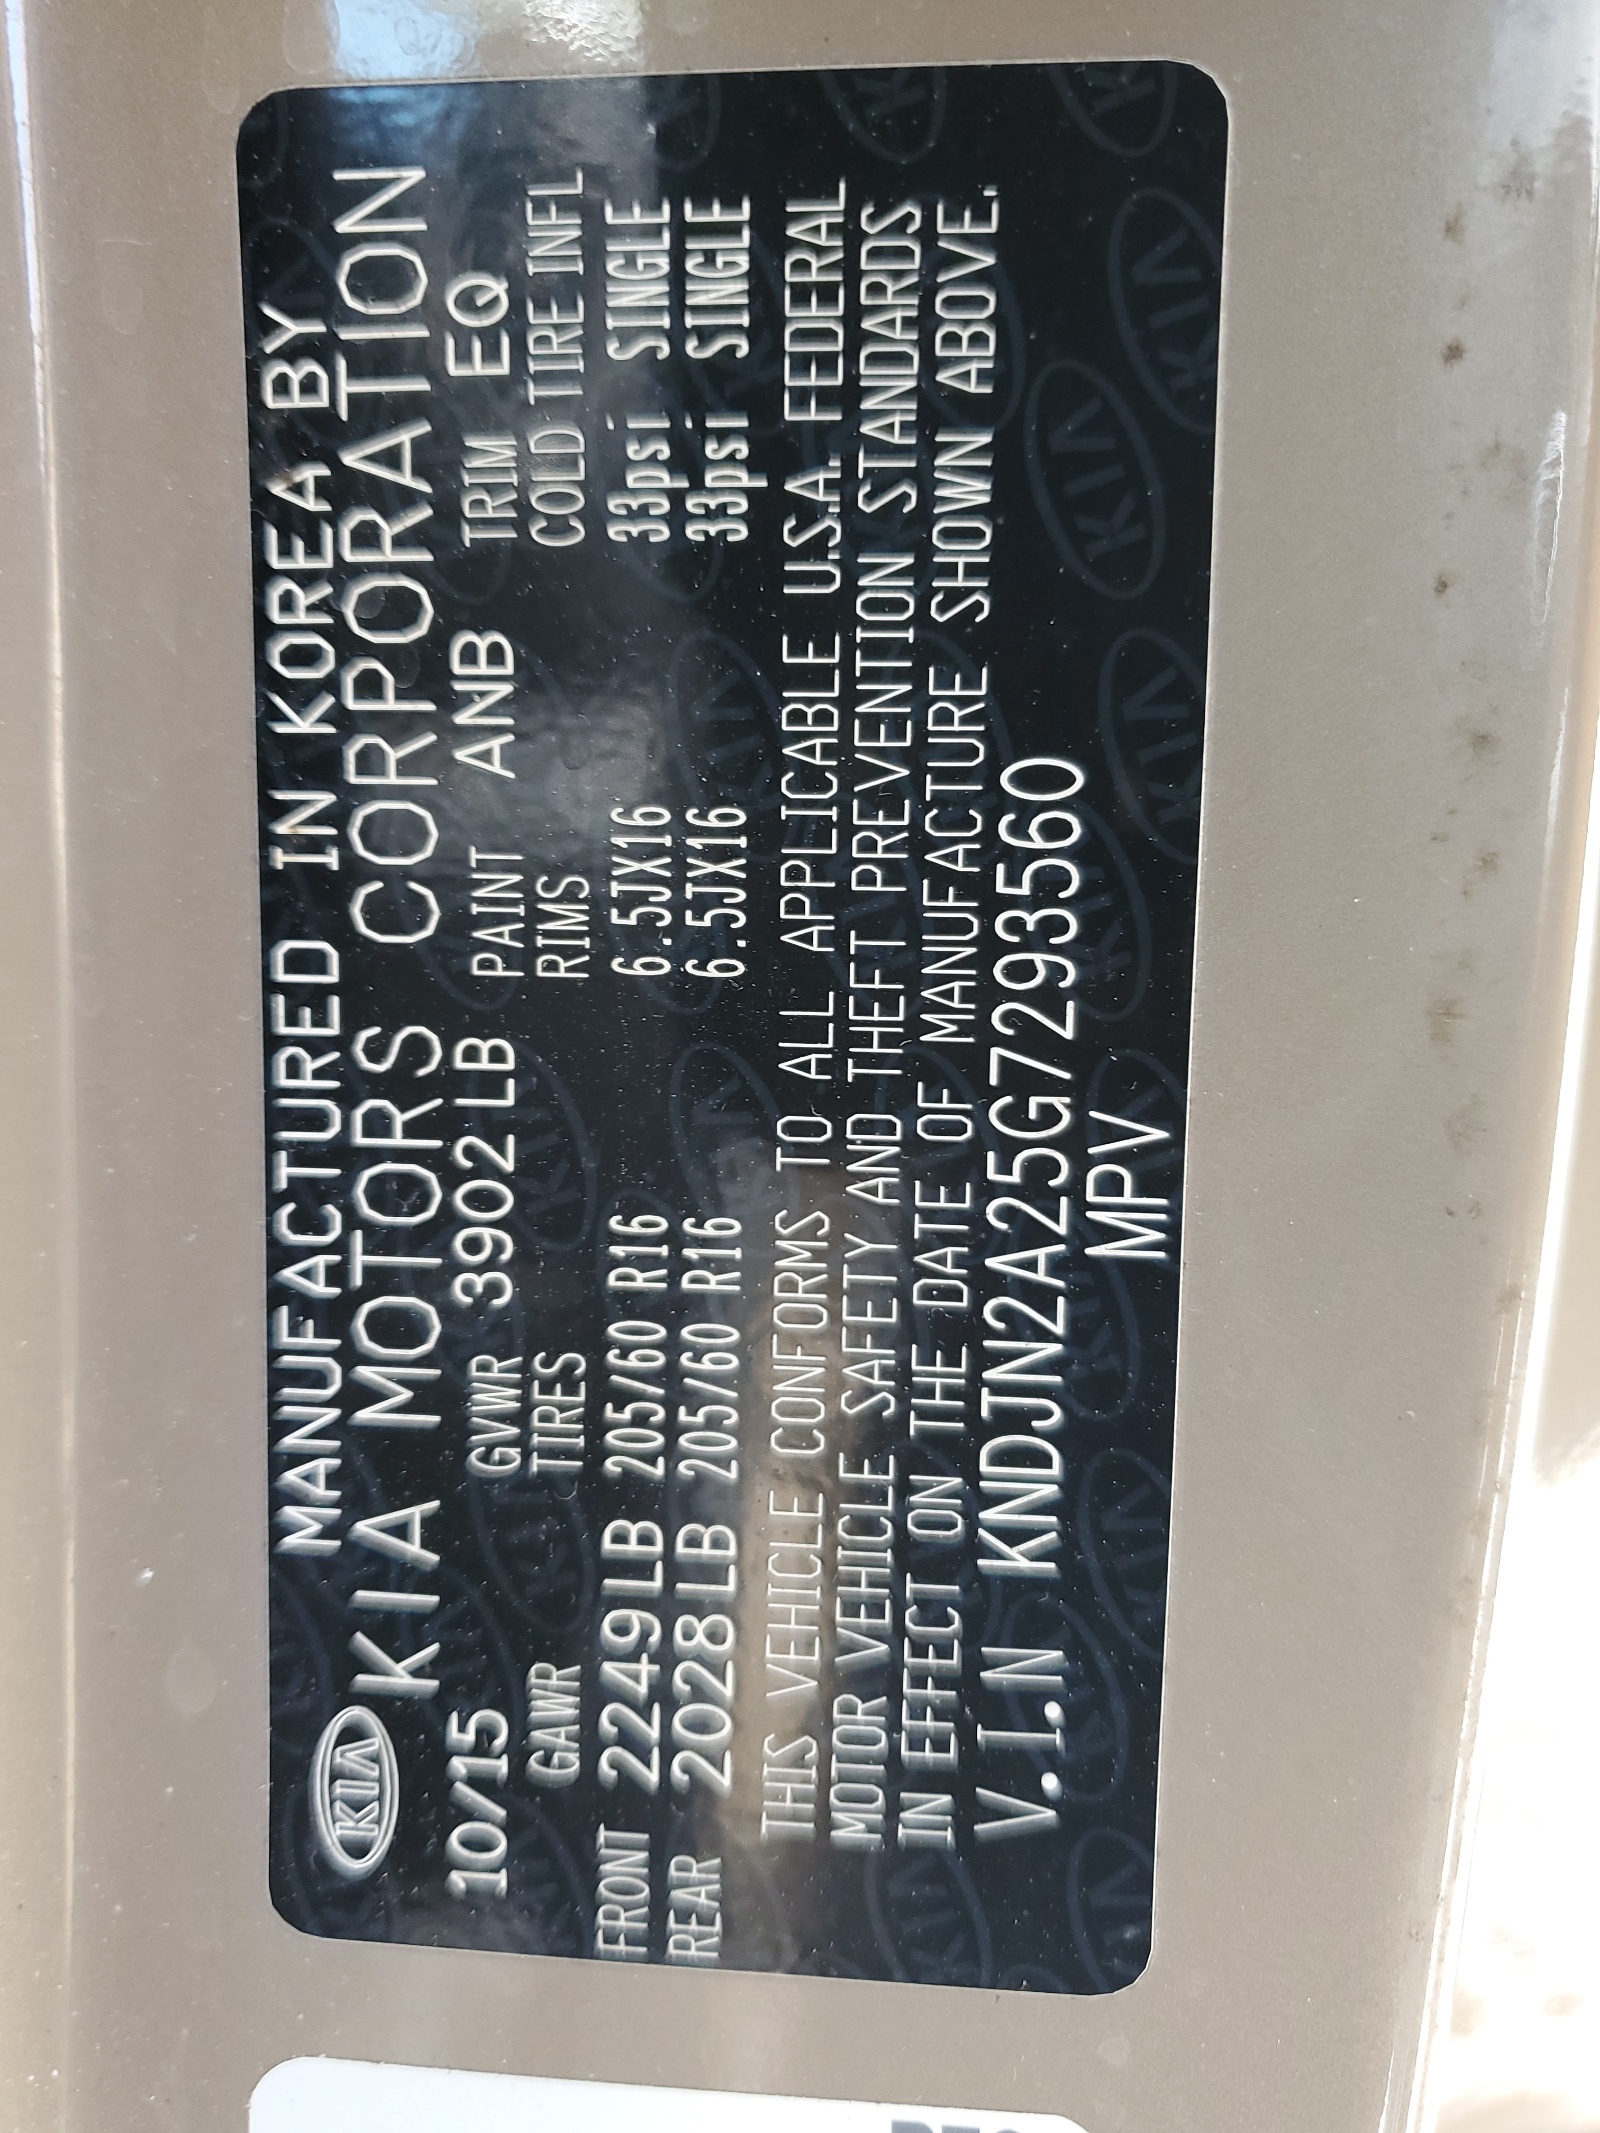 KIA
MANUFACTURED IN KOREA BY
KIA MOTORS CORPORATION
10/15 GVWR 3902LB PAINT ANB TRIM EQ
GAWR TIRES RIMS COLD TIRE INFL
FRONT 2249LB 205/60 R16 6.5JX16 33psi SINGLE
REAR 2028LB 205/60 R16 6.5JX16 33psi SINGLE
THIS VEHICLE CONFORMS TO ALL APPLICABLE U.S.A. FEDERAL
MOTOR VEHICLE SAFETY AND THEFT PREVENTION STANDARDS
IN EFFECT ON THE DATE OF MANUFACTURE SHOWN ABOVE.
V.I.N KNDJN2A25G7293560
MPV